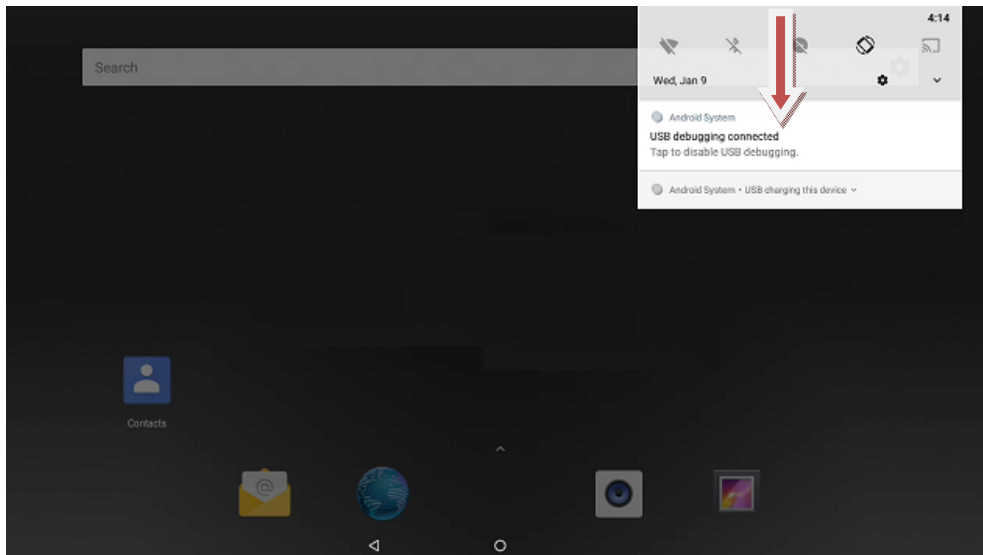 4:14
Search
Wed, Jan 9
Android System
USB debugging connected
Tap to disable USB debugging.
Android System • USB charging this device
Contacts
@